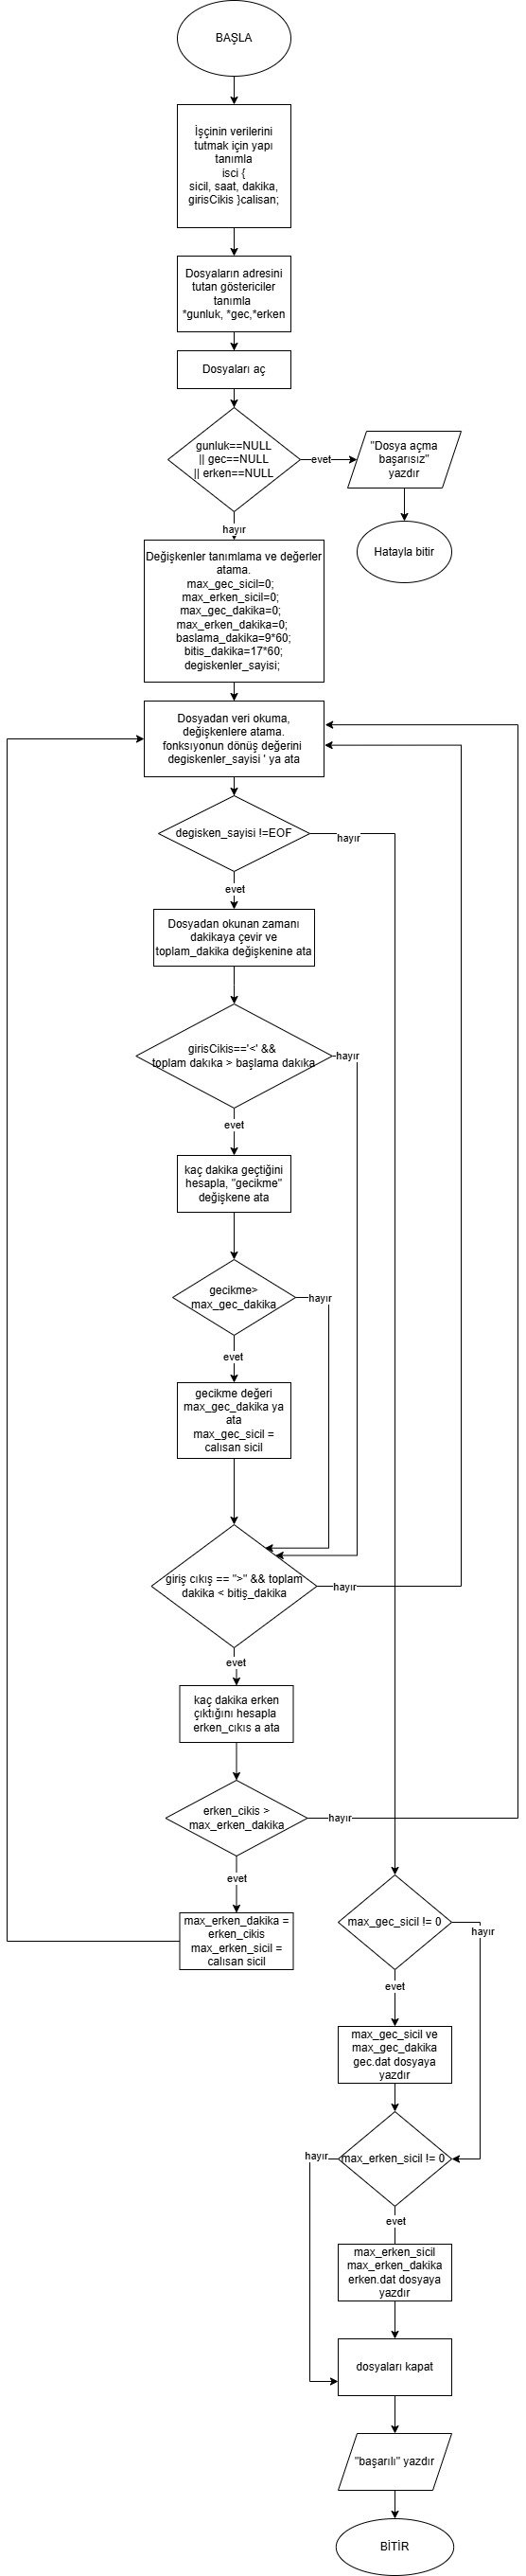 BAŞLA
İşçinin verilerini
tutmak için yapı
tanımla
isci {
sicil, saat, dakika,
girisCikis }calisan;
Dosyaların adresini
tutan göstericiler
tanımla
*gunluk, *gec,*erken
Dosyaları aç
gunluk==NULL
|| gec==NULL
|| erken==NULL
evet
"Dosya açma
başarısız"
yazdır
Hatayla bitir
hayır
Değişkenler tanımlama ve değerler
atama.
max_gec_sicil=0;
max_erken_sicil=0;
max_gec_dakika=0;
max_erken_dakika=0;
baslama_dakika=9*60;
bitis_dakika=17*60;
degiskenler_sayisi;
Dosyadan veri okuma,
değişkenlere atama.
fonksıyonun dönüş değerini
degiskenler_sayisi ' ya ata
degisken_sayisi !=EOF
hayır
evet
Dosyadan okunan zamanı
dakikaya çevir ve
toplam_dakika değişkenine ata
girisCikis=='<' &&
toplam dakıka > başlama dakıka
hayır
evet
kaç dakika geçtiğini
hesapla, "gecikme"
değişkene ata
gecikme>
max_gec_dakika
hayır
evet
gecikme değeri
max_gec_dakika ya
ata
max_gec_sicil =
calısan sicil
giriş cıkış == ">" && toplam
dakika < bitiş_dakika
hayır
evet
kaç dakika erken
çıktığını hesapla
erken_cıkıs a ata
erken_cikis >
max_erken_dakika
hayır
evet
max_erken_dakika =
erken_cikis
max_erken_sicil =
calısan sicil
max_gec_sicil != 0
hayır
evet
max_gec_sicil ve
max_gec_dakika
gec.dat dosyaya
yazdır
max_erken_sicil != 0
hayır
evet
max_erken_sicil
max_erken_dakika
erken.dat dosyaya
yazdır
dosyaları kapat
"başarılı" yazdır
BİTİR